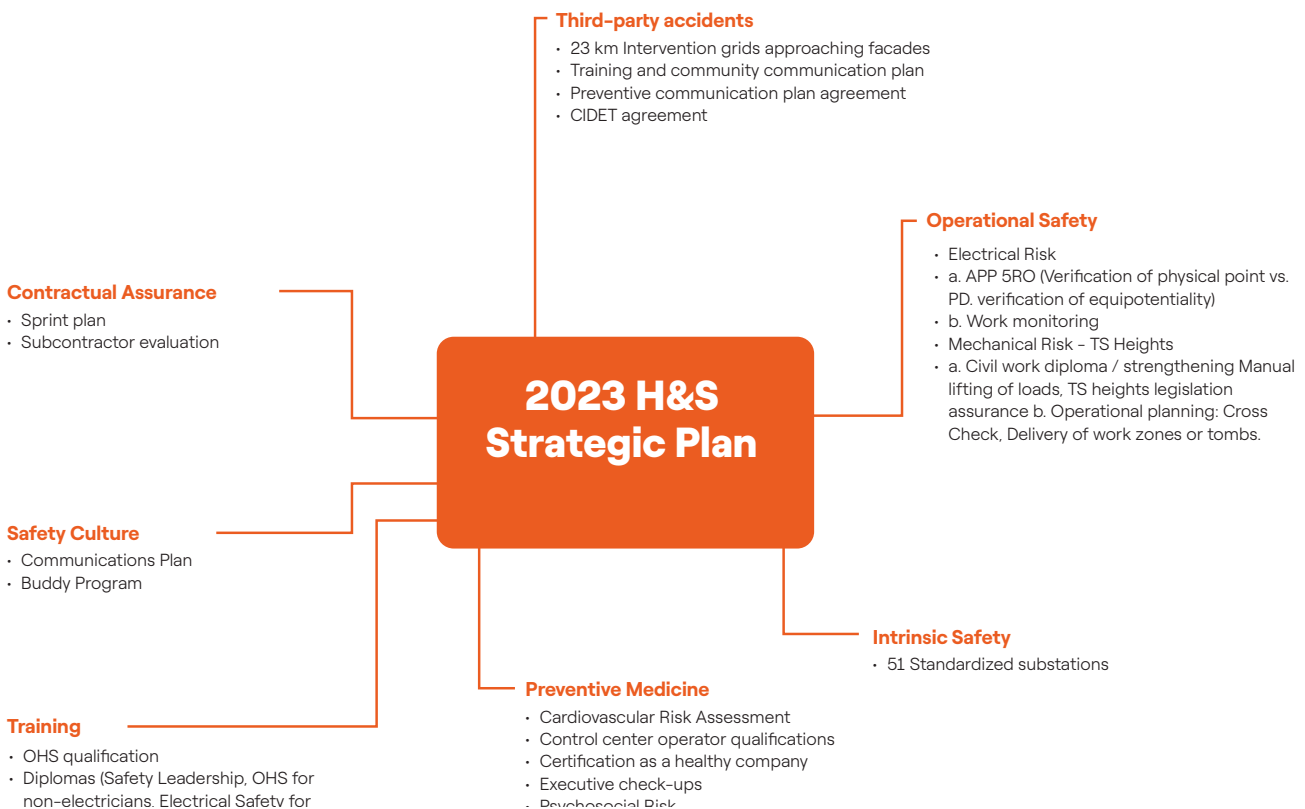 Third-party accidents
• 23 km Intervention grids approaching facades
• Training and community communication plan
• Preventive communication plan agreement
• CIDET agreement
Operational Safety
• Electrical Risk
• a. APP 5RO (Verification of physical point vs.
PD. verification of equipotentiality)
• b. Work monitoring
• Mechanical Risk - TS Heights
• a. Civil work diploma / strengthening Manual
lifting of loads, TS heights legislation
assurance b. Operational planning: Cross
Check, Delivery of work zones or tombs.
Contractual Assurance
• Sprint plan
• Subcontractor evaluation
2023 H&S
Strategic Plan
Safety Culture
• Communications Plan
• Buddy Program
Intrinsic Safety
• 51 Standardized substations
Preventive Medicine
• Cardiovascular Risk Assessment
• Control center operator qualifications
• Certification as a healthy company
• Executive check-ups
• Psychosocial Risk
Training
• OHS qualification
• Diplomas (Safety Leadership, OHS for
non-electricians, Electrical Safety for